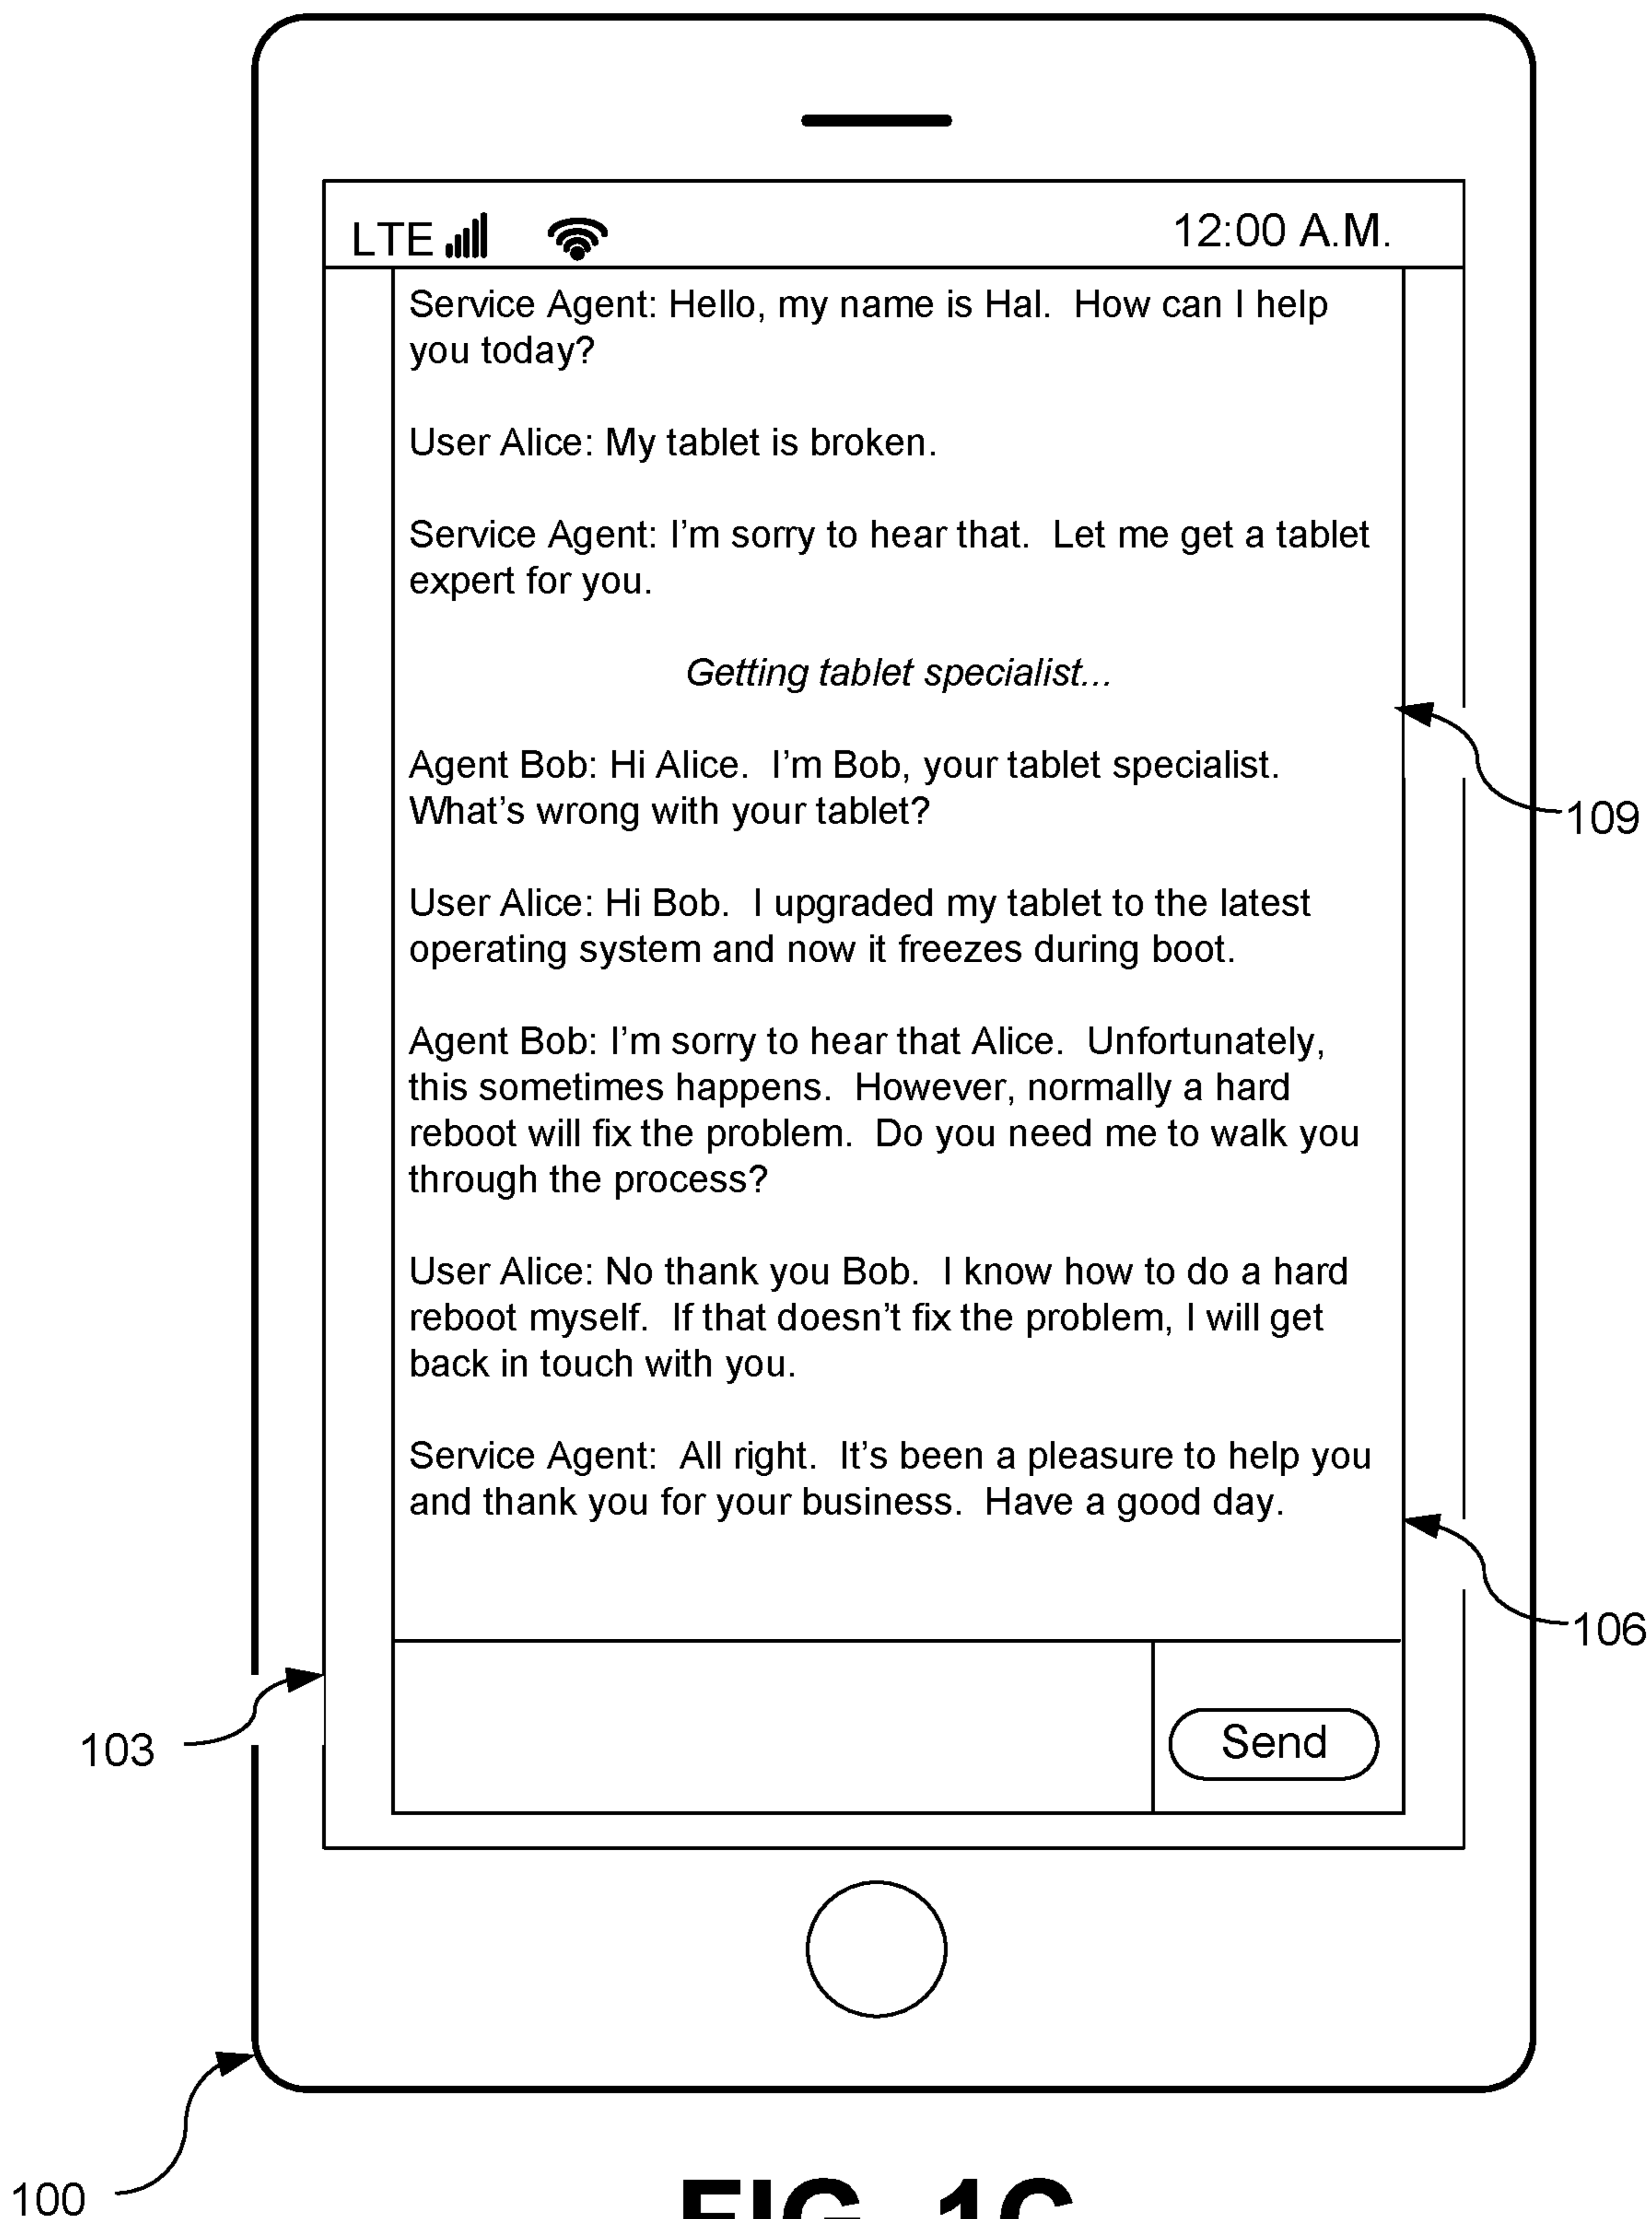 LTE 12:00 A.M.
Service Agent: Hello, my name is Hal. How can I help
you today?
User Alice: My tablet is broken.
Service Agent: I'm sorry to hear that. Let me get a tablet
expert for you.
Getting tablet specialist...
Agent Bob: Hi Alice. I'm Bob, your tablet specialist.
What's wrong with your tablet?
109
User Alice: Hi Bob. I upgraded my tablet to the latest
operating system and now it freezes during boot.
Agent Bob: I'm sorry to hear that Alice. Unfortunately,
this sometimes happens. However, normally a hard
reboot will fix the problem. Do you need me to walk you
through the process?
User Alice: No thank you Bob. I know how to do a hard
reboot myself. If that doesn't fix the problem, I will get
back in touch with you.
Service Agent: All right. It's been a pleasure to help you
and thank you for your business. Have a good day.
106
103
Send
100
FIG. 1C